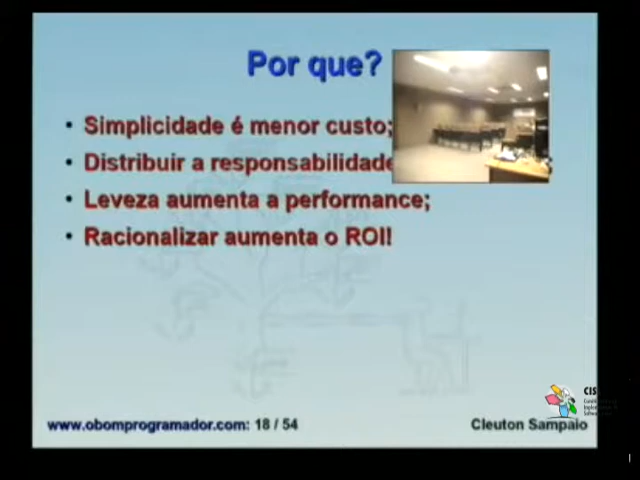 Por que?
• Simplicidade é menor custo;
• Distribuir a responsabilidade
• Leveza aumenta a performance;
• Racionalizar aumenta o ROI!
www.obomprogramador.com: 18 / 54
Cleuton Sampaio
CIS